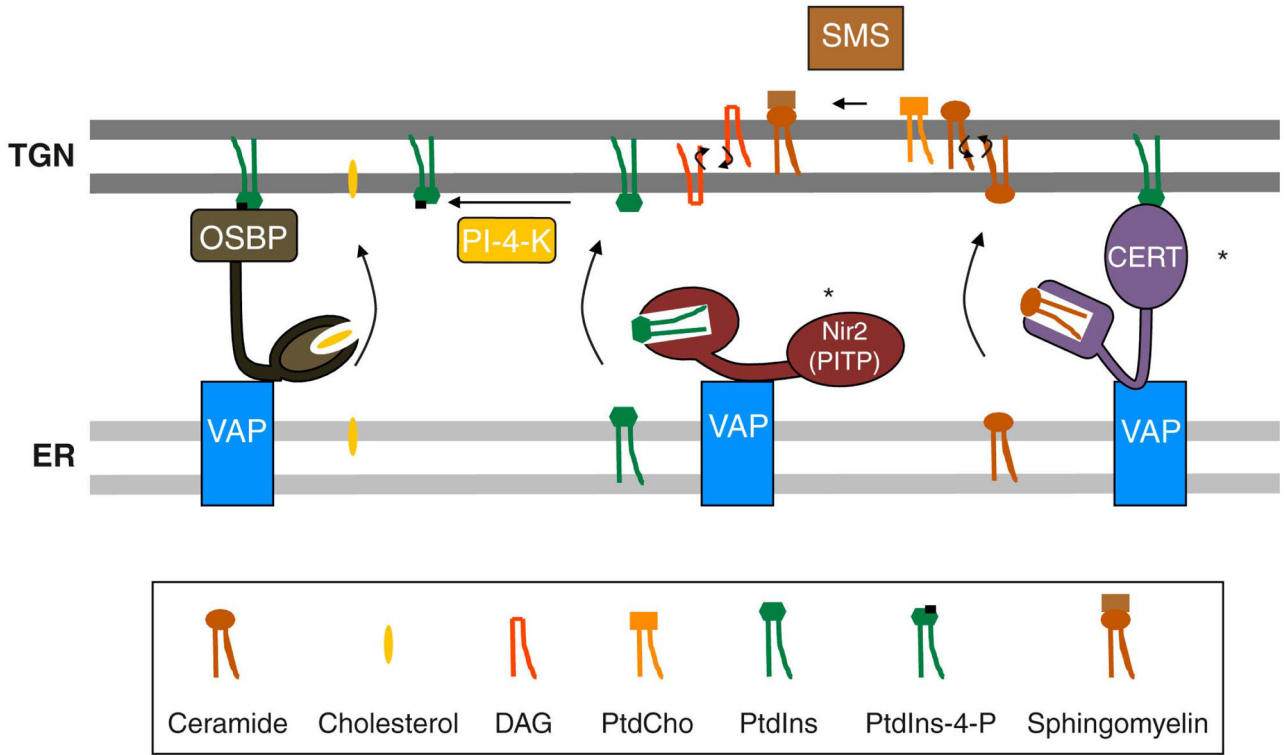 SMS
TGN
OSBP
PI-4-K
CERT
*
*
Nir2
(PITP)
VAP
VAP
VAP
ER
Ceramide
Cholesterol
DAG
PtdCho
PtdIns
PtdIns-4-P
Sphingomyelin